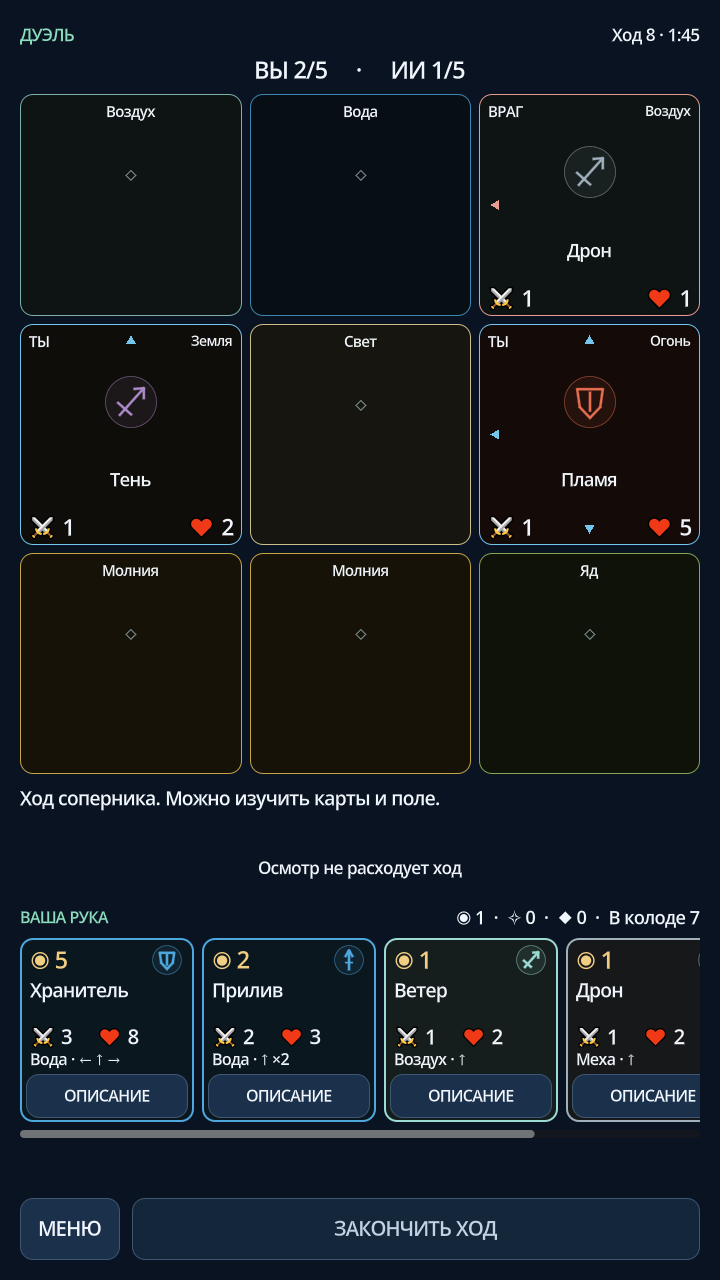 ДУЭЛЬ
Ход 8 · 1:45
ВЫ 2/5 · ИИ 1/5
Воздух
Вода
ВРАГ Воздух
Дрон
1 1
ТЫ Земля
Тень
1 2
Свет
ТЫ Огонь
Пламя
1 5
Молния
Молния
Яд
Ход соперника. Можно изучить карты и поле.
Осмотр не расходует ход
ВАША РУКА
◉ 1 · ✧ 0 · ◆ 0 · В колоде 7
◉ 5
Хранитель
3 8
Вода · ← ↑ →
ОПИСАНИЕ
◉ 2
Прилив
2 3
Вода · ↑ ×2
ОПИСАНИЕ
◉ 1
Ветер
1 2
Воздух · ↑
ОПИСАНИЕ
◉ 1
Дрон
1 2
Меха · ↑
ОПИСАНИЕ
МЕНЮ
ЗАКОНЧИТЬ ХОД